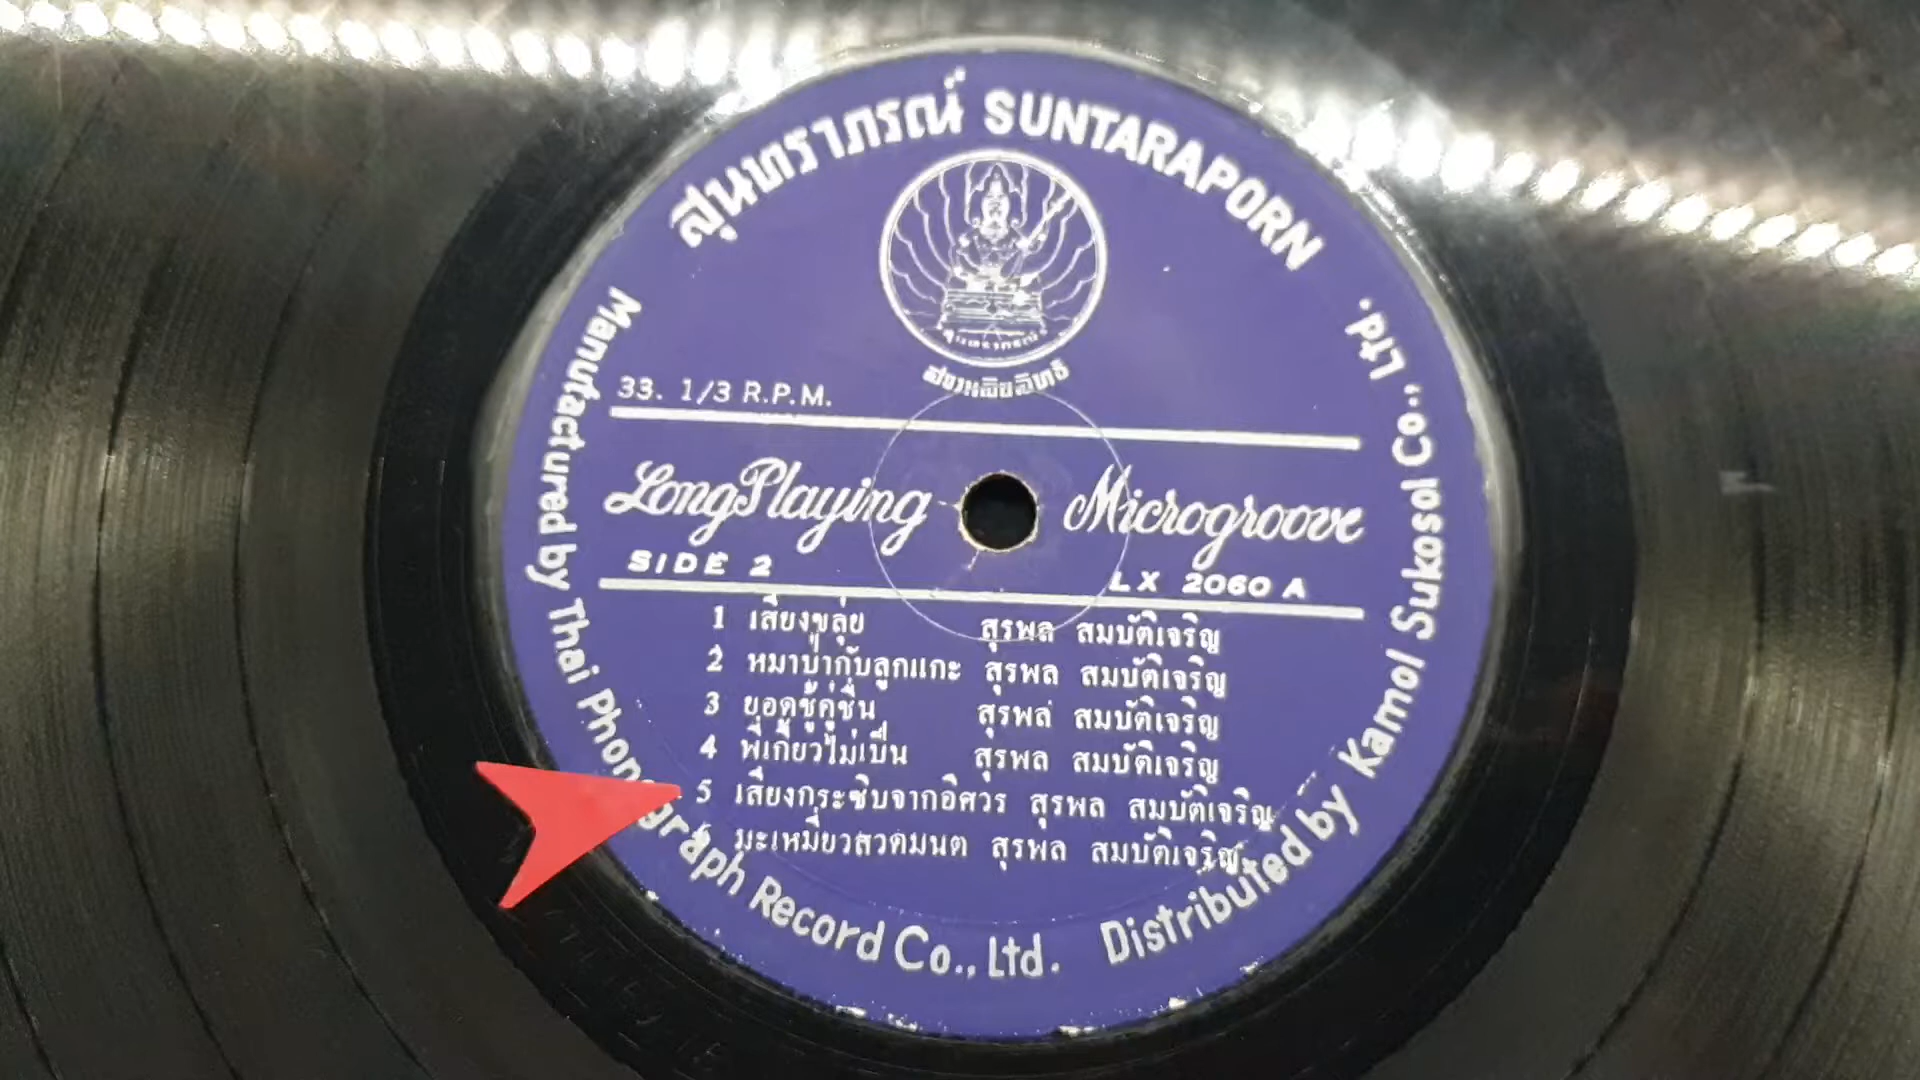 สุนทราภรณ์ SUNTARAPORN
สงวนลิขสิทธิ์
33. 1/3 R.P.M.
Long Playing Microgroove
SIDE 2 LX 2060 A
1 เสียงขลุ่ย สุรพล สมบัติเจริญ
2 หมาป่ากับลูกแกะ สุรพล สมบัติเจริญ
3 ยอดชู้คู่ชื่น สุรพล สมบัติเจริญ
4 พี่เกี้ยวไม่เป็น สุรพล สมบัติเจริญ
5 เสียงกระซิบจากอิศวร สุรพล สมบัติเจริญ
มะเหมี่ยวสวดมนต สุรพล สมบัติเจริญ
Manufactured by Thai Phonograph Record Co., Ltd. Distributed by Kamol Sukosol Co., Ltd.